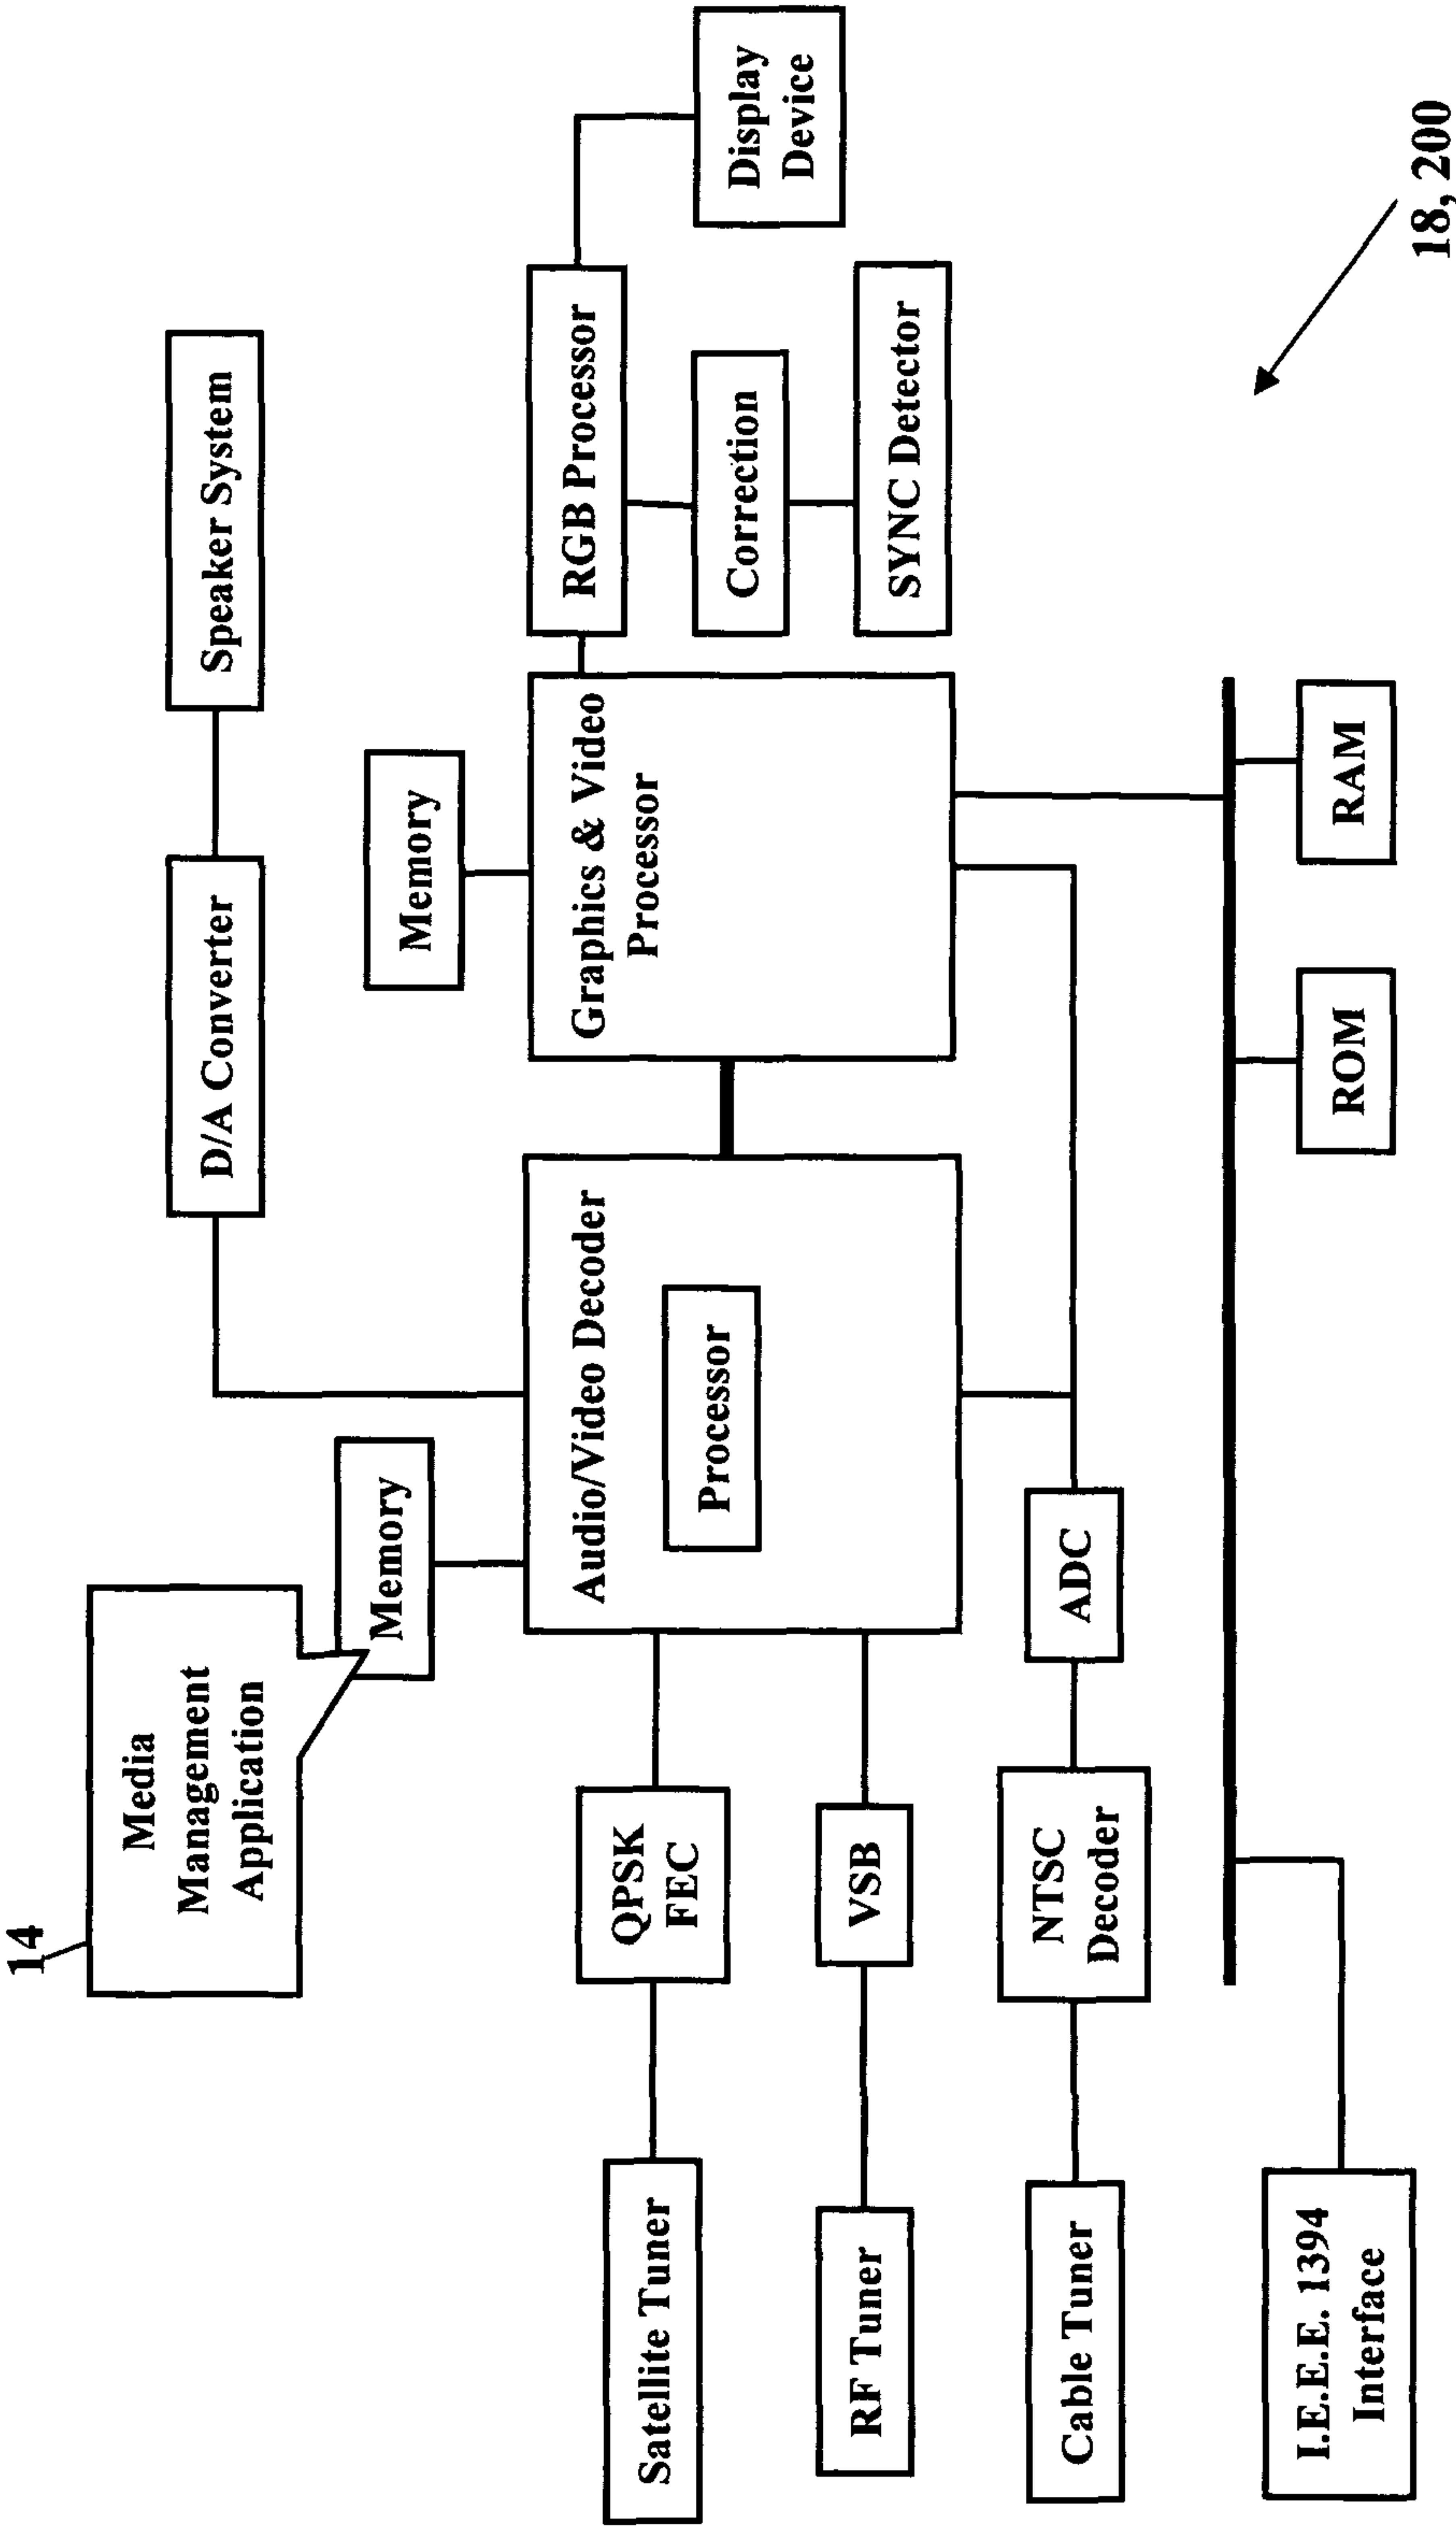 14
Media
Management
Application
Memory
D/A Converter
Speaker System
Memory
Satellite Tuner
QPSK
FEC
Audio/Video Decoder
Processor
Graphics & Video
Processor
RGB Processor
Display
Device
Correction
SYNC Detector
RF Tuner
VSB
Cable Tuner
NTSC
Decoder
ADC
I.E.E.E. 1394
Interface
ROM
RAM
18, 200